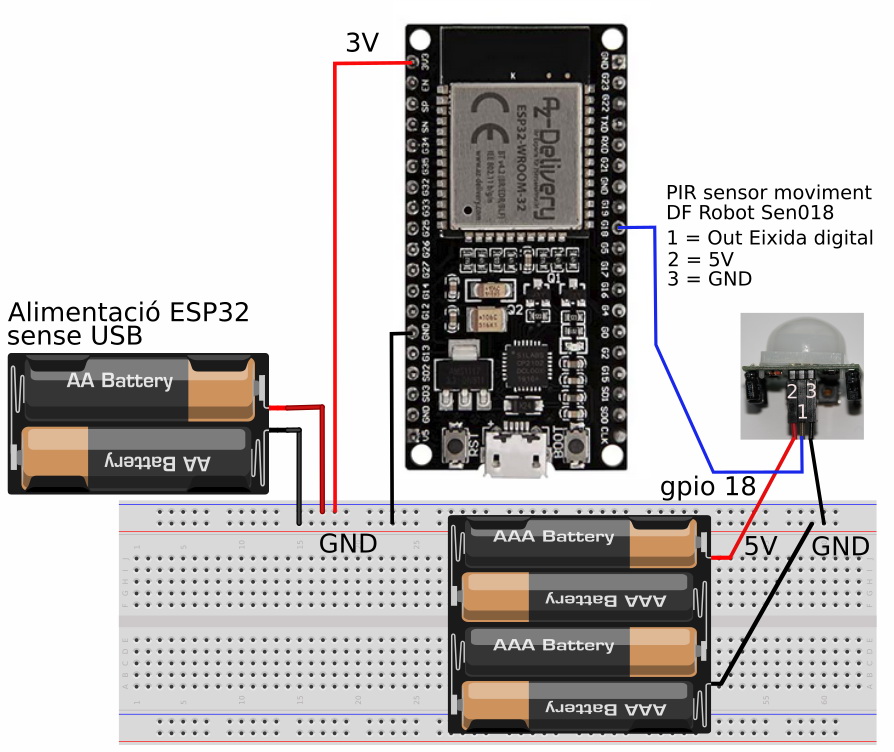 3V
3V3
EN
SP
SN
G34
G35
G32
G33
G25
G26
G27
G14
G12
GND
G13
SD2
SD3
CMD
V5
GND
G23
G22
TXD
RXD
G21
GND
G19
G18
G5
G17
G16
G4
G0
G2
G15
SD1
SD0
CLK
Az-Delivery
ESP32-WROOM-32
CE
Q1
Q2
RST
BOOT
PIR sensor moviment
DF Robot Sen018
1 = Out Eixida digital
2 = 5V
3 = GND
2 3
1
Alimentació ESP32
sense USB
AA Battery
AA Battery
gpio 18
GND
5V
GND
AAA Battery
AAA Battery
AAA Battery
AAA Battery